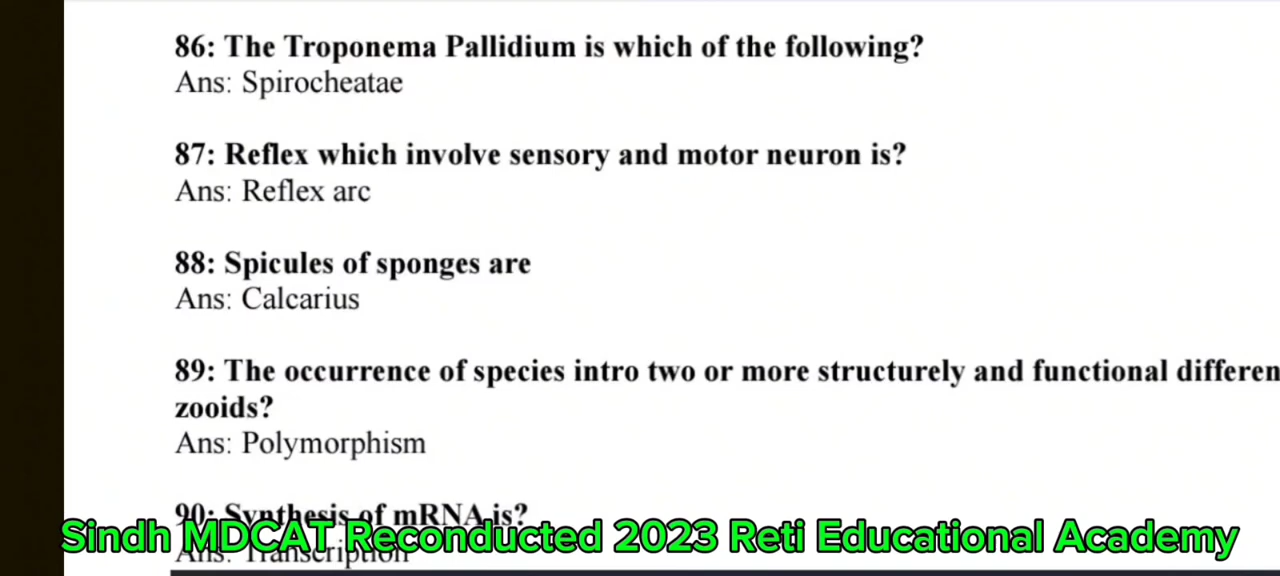 86: The Troponema Pallidium is which of the following?
Ans: Spirocheatae
87: Reflex which involve sensory and motor neuron is?
Ans: Reflex arc
88: Spicules of sponges are
Ans: Calcarius
89: The occurrence of species intro two or more structurely and functional differen
zooids?
Ans: Polymorphism
90: Synthesis of mRNA is?
Sindh MDCAT Reconducted 2023 Reti Educational Academy
Ans: Transcription